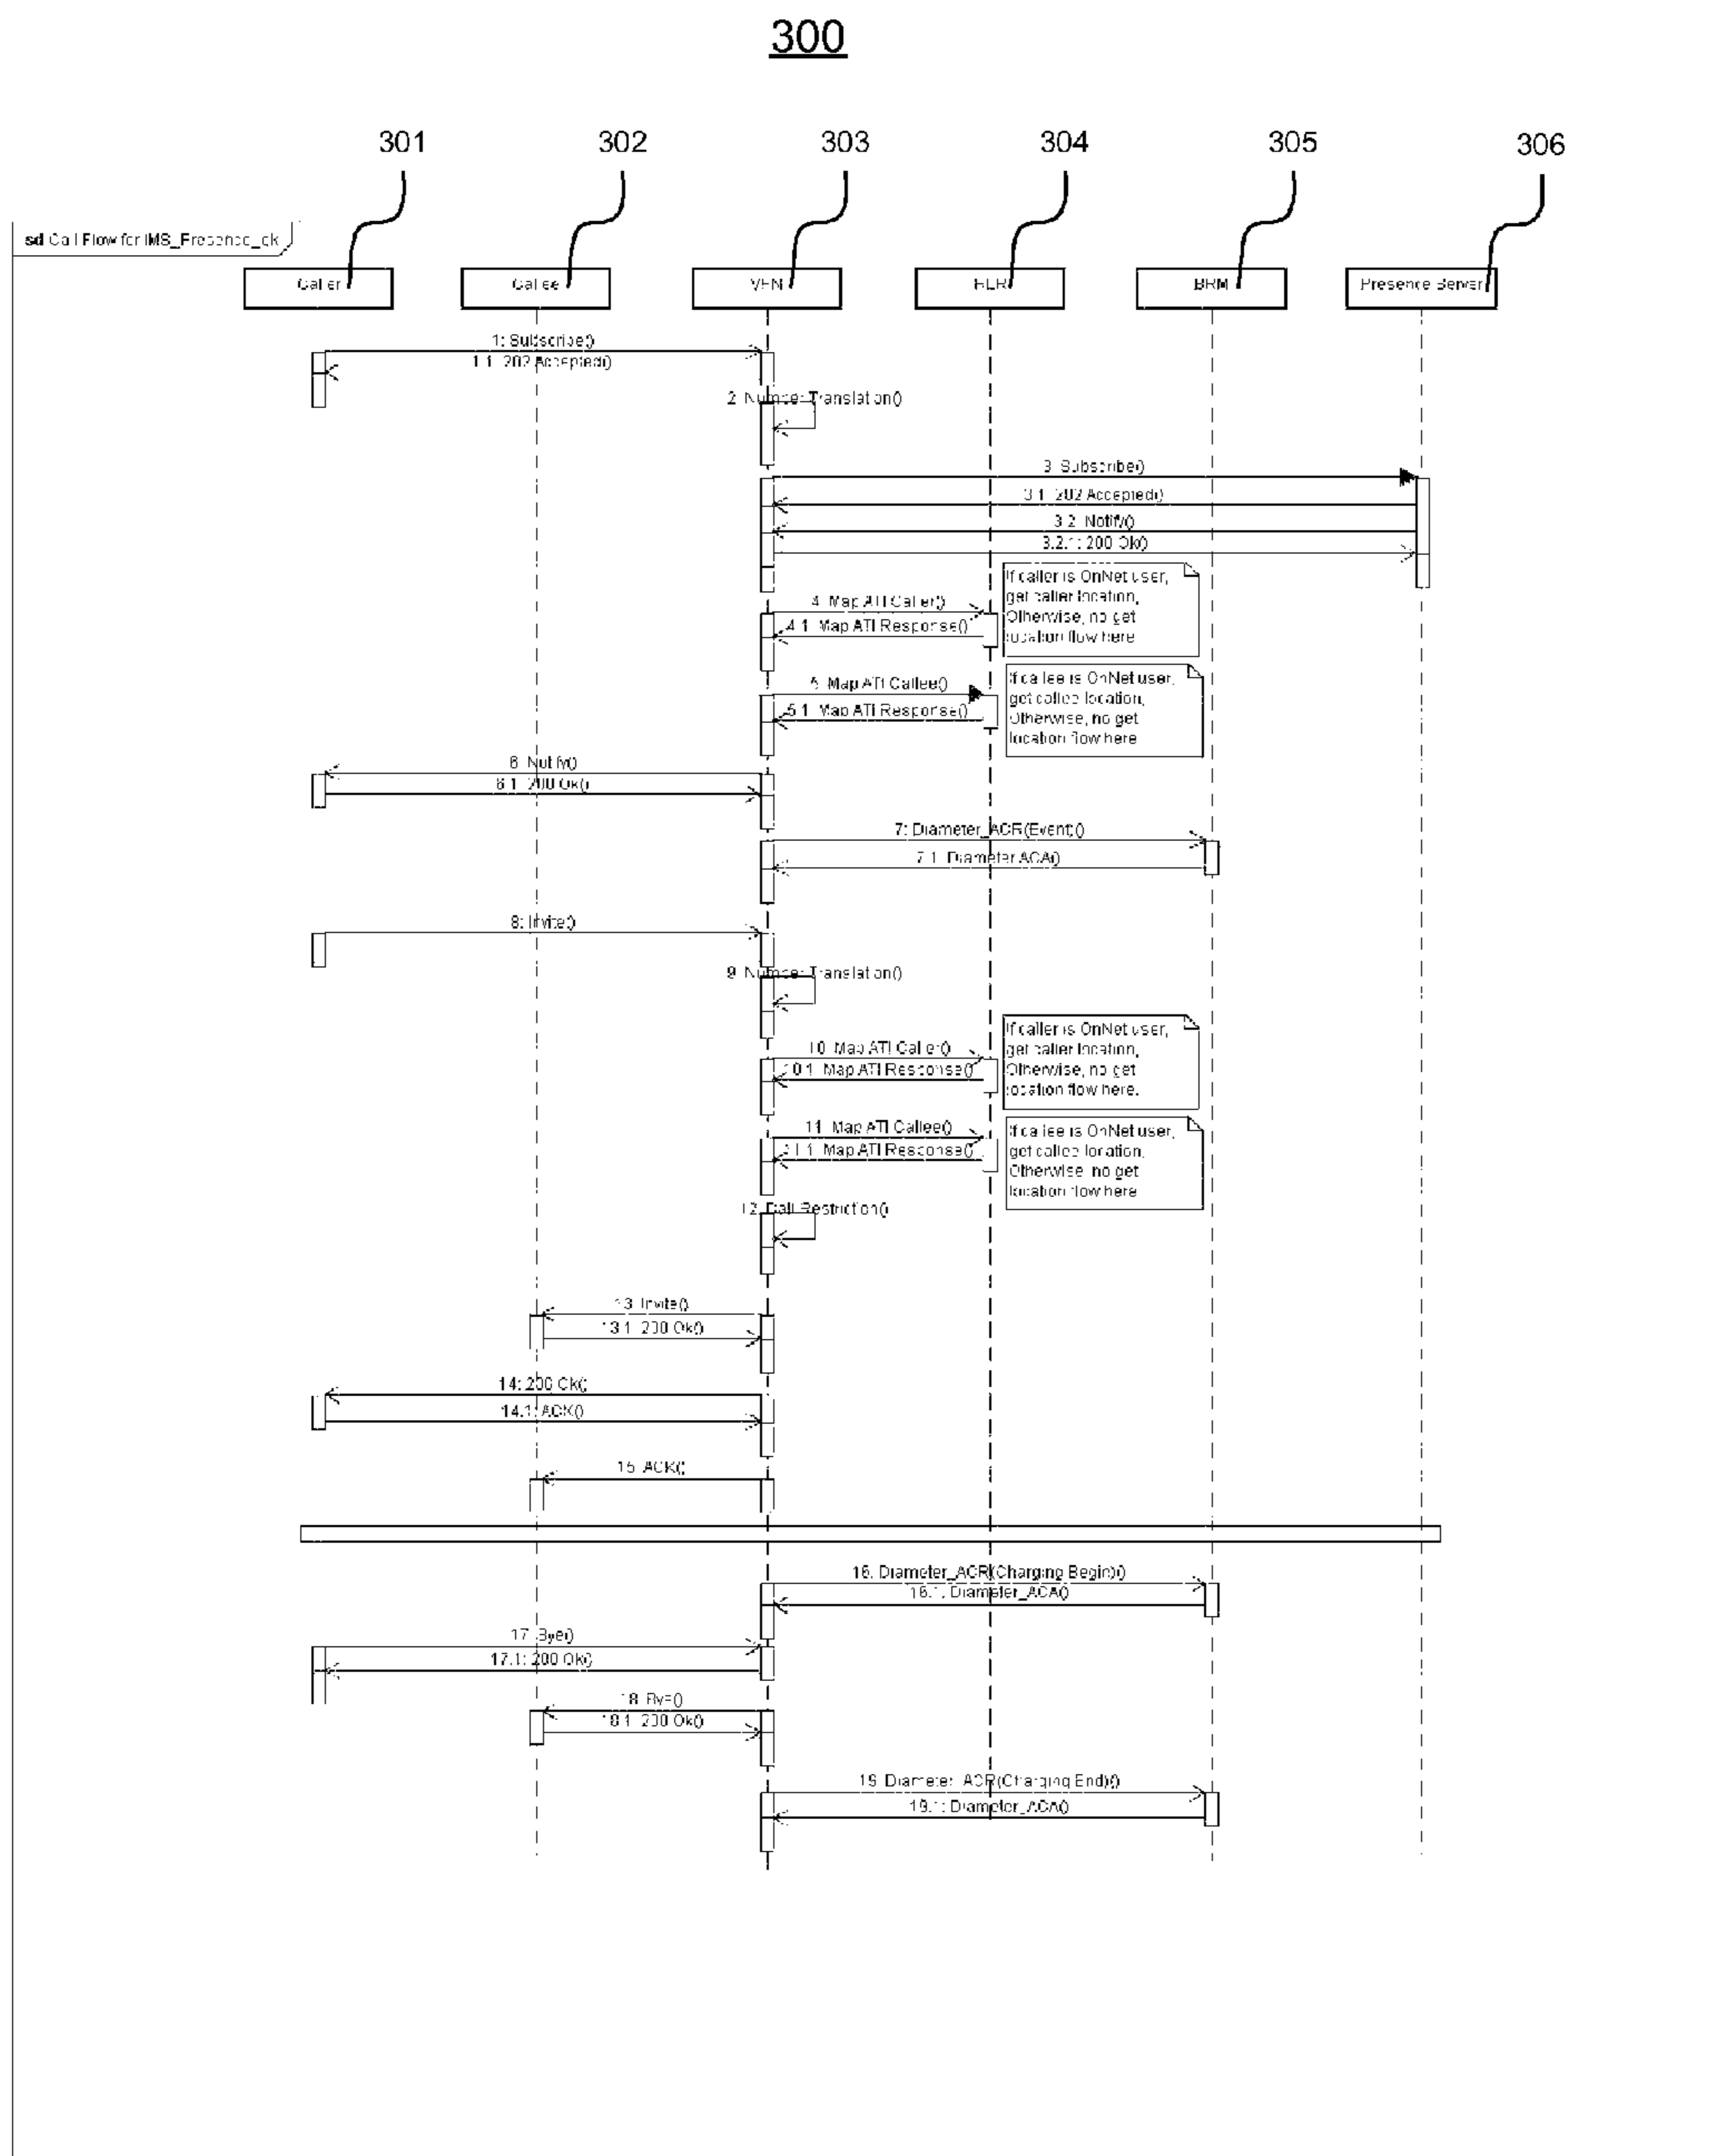 300
301
302
303
304
305
306
sd Call Flow for IMS_Presence_ok
Caller
Callee
VPN
HLR
BRM
Presence Server
1: Subscribe()
1.1: 202 Accepted()
2: Number Translation()
3: Subscribe()
3.1: 202 Accepted()
3.2: Notify()
3.2.1: 200 Ok()
If caller is OnNet user,
get caller location,
Otherwise, no get
location flow here
4: Map ATI Caller()
4.1: Map ATI Response()
If callee is OnNet user,
get callee location,
Otherwise, no get
location flow here
5: Map ATI Callee()
5.1: Map ATI Response()
6: Notify()
6.1: 200 Ok()
7: Diameter_ACR(Event)()
7.1: Diameter ACA()
8: Invite()
9: Number Translation()
If caller is OnNet user,
get caller location,
Otherwise, no get
location flow here.
10: Map ATI Caller()
10.1: Map ATI Response()
If callee is OnNet user,
get callee location,
Otherwise, no get
location flow here
11: Map ATI Callee()
11.1: Map ATI Response()
12: Call Restriction()
13: Invite()
13.1: 200 Ok()
14: 200 Ok()
14.1: ACK()
15: ACK()
16: Diameter_ACR(Charging Begin)()
16.1: Diameter_ACA()
17: Bye()
17.1: 200 Ok()
18: Bye()
18.1: 200 Ok()
19: Diameter_ACR(Charging End)()
19.1: Diameter_ACA()